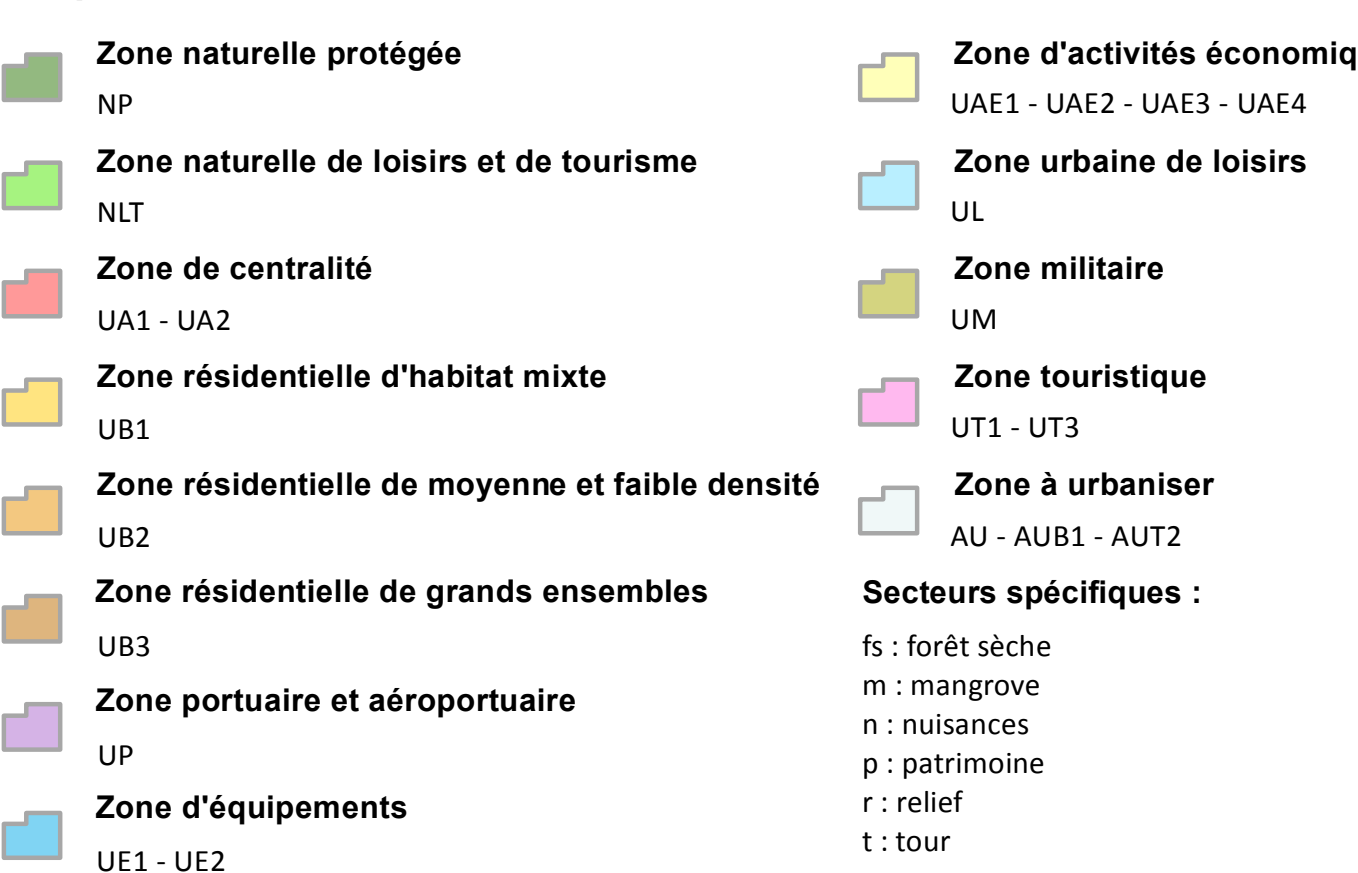 Zone naturelle protégée
NP
Zone naturelle de loisirs et de tourisme
NLT
Zone de centralité
UA1 - UA2
Zone résidentielle d'habitat mixte
UB1
Zone résidentielle de moyenne et faible densité
UB2
Zone résidentielle de grands ensembles
UB3
Zone portuaire et aéroportuaire
UP
Zone d'équipements
UE1 - UE2
Zone d'activités économiq
UAE1 - UAE2 - UAE3 - UAE4
Zone urbaine de loisirs
UL
Zone militaire
UM
Zone touristique
UT1 - UT3
Zone à urbaniser
AU - AUB1 - AUT2
Secteurs spécifiques :
fs : forêt sèche
m : mangrove
n : nuisances
p : patrimoine
r : relief
t : tour